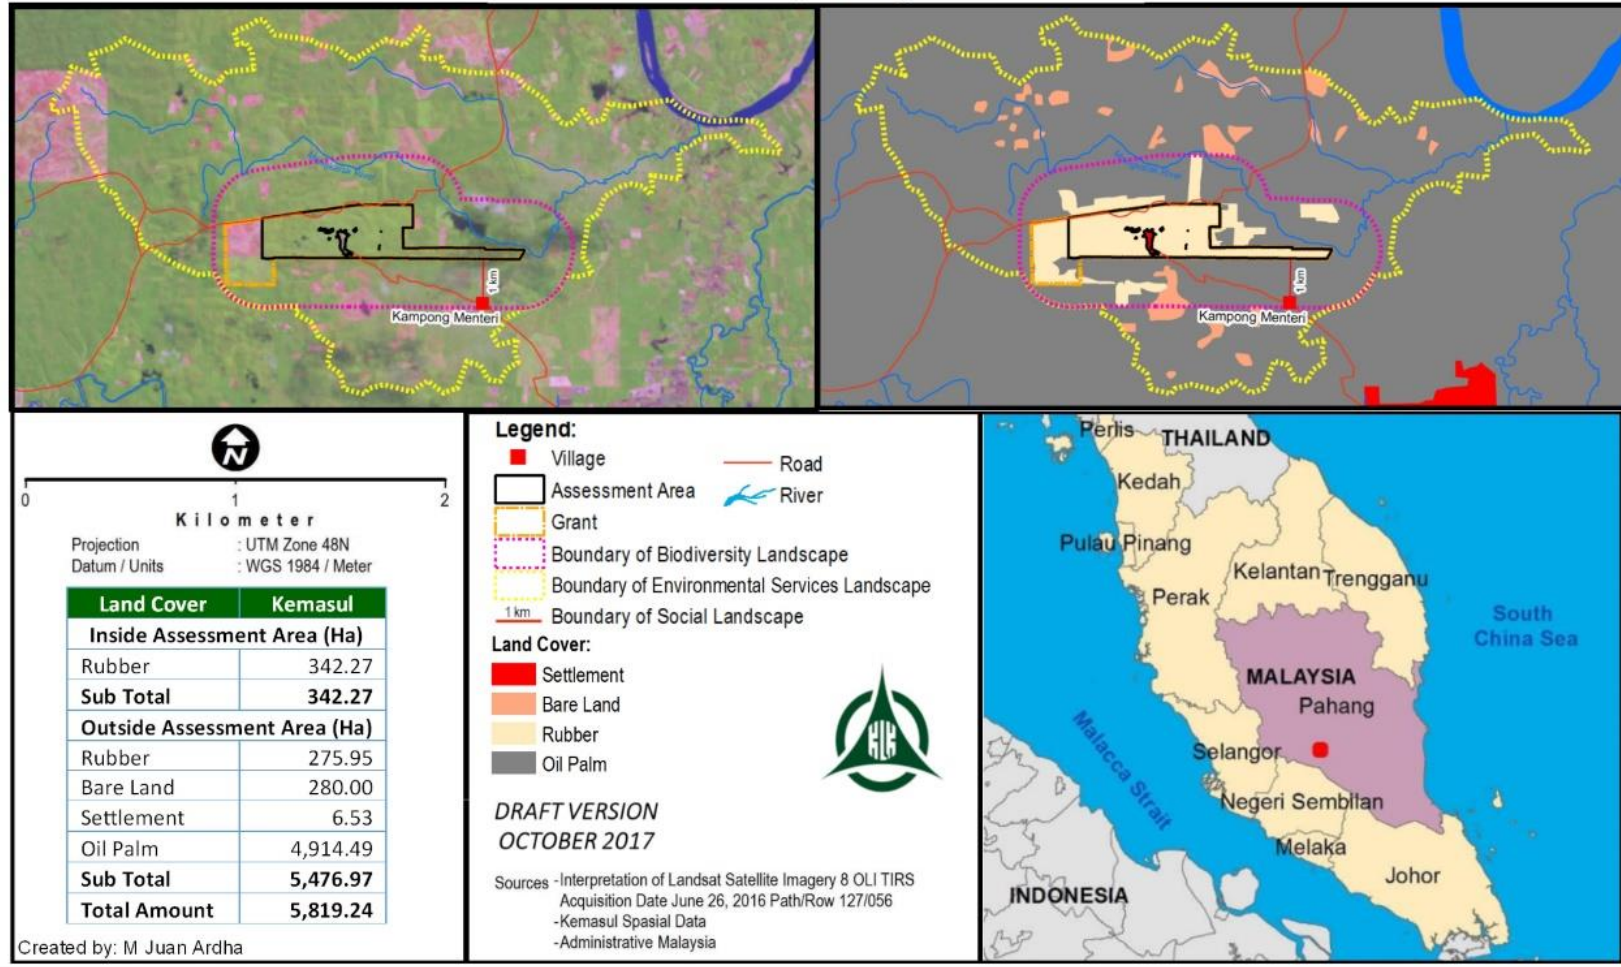 1 km
Kampong Menteri
1 km
Kampong Menteri
N
0 1 2
Kilometer
Projection : UTM Zone 48N
Datum / Units : WGS 1984 / Meter
Land Cover Kemasul
Inside Assessment Area (Ha)
Rubber 342.27
Sub Total 342.27
Outside Assessment Area (Ha)
Rubber 275.95
Bare Land 280.00
Settlement 6.53
Oil Palm 4,914.49
Sub Total 5,476.97
Total Amount 5,819.24
Created by: M Juan Ardha
Legend:
Village
Road
Assessment Area
River
Grant
Boundary of Biodiversity Landscape
Boundary of Environmental Services Landscape
1 km Boundary of Social Landscape
Land Cover:
Settlement
Bare Land
Rubber
Oil Palm
KLK
DRAFT VERSION
OCTOBER 2017
Sources -Interpretation of Landsat Satellite Imagery 8 OLI TIRS
Acquisition Date June 26, 2016 Path/Row 127/056
-Kemasul Spasial Data
-Administrative Malaysia
Perlis
THAILAND
Kedah
Pulau Pinang
Kelantan
Trengganu
Perak
South
China Sea
MALAYSIA
Pahang
Malacca Strait
Selangor
Negeri Sembilan
Melaka
Johor
INDONESIA